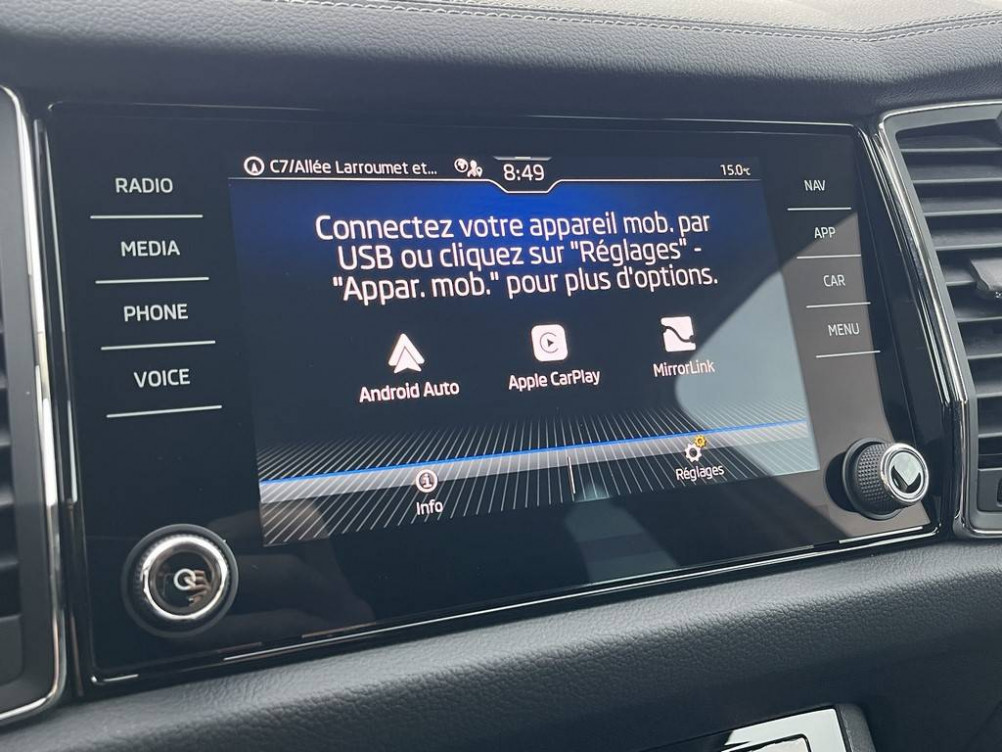 C7/Allée Larroumet et...
8:49
15.0°C
RADIO
MEDIA
PHONE
VOICE
Connectez votre appareil mob. par
USB ou cliquez sur "Réglages" -
"Appar. mob." pour plus d'options.
Android Auto
Apple CarPlay
MirrorLink
Info
Réglages
NAV
APP
CAR
MENU